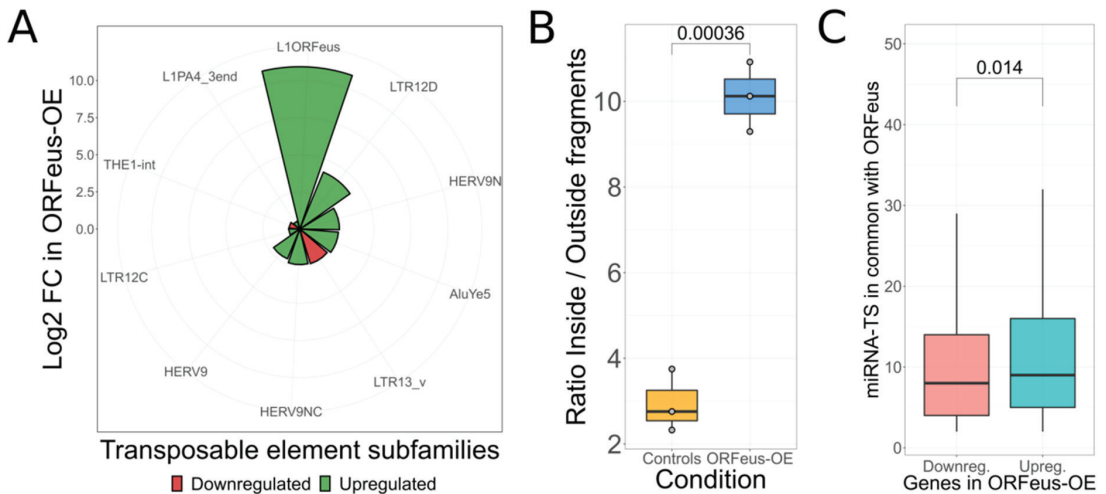 A
Log2 FC in ORFeus-OE
10.0
7.5
5.0
2.5
0.0
L1ORFeus
LTR12D
HERV9N
AluYe5
LTR13_v
HERV9NC
HERV9
LTR12C
THE1-int
L1PA4_3end
Transposable element subfamilies
Downregulated
Upregulated
B
Ratio Inside / Outside fragments
10
8
6
4
2
0.00036
Controls
ORFeus-OE
Condition
C
miRNA-TS in common with ORFeus
50
40
30
20
10
0
0.014
Downreg.
Upreg.
Genes in ORFeus-OE